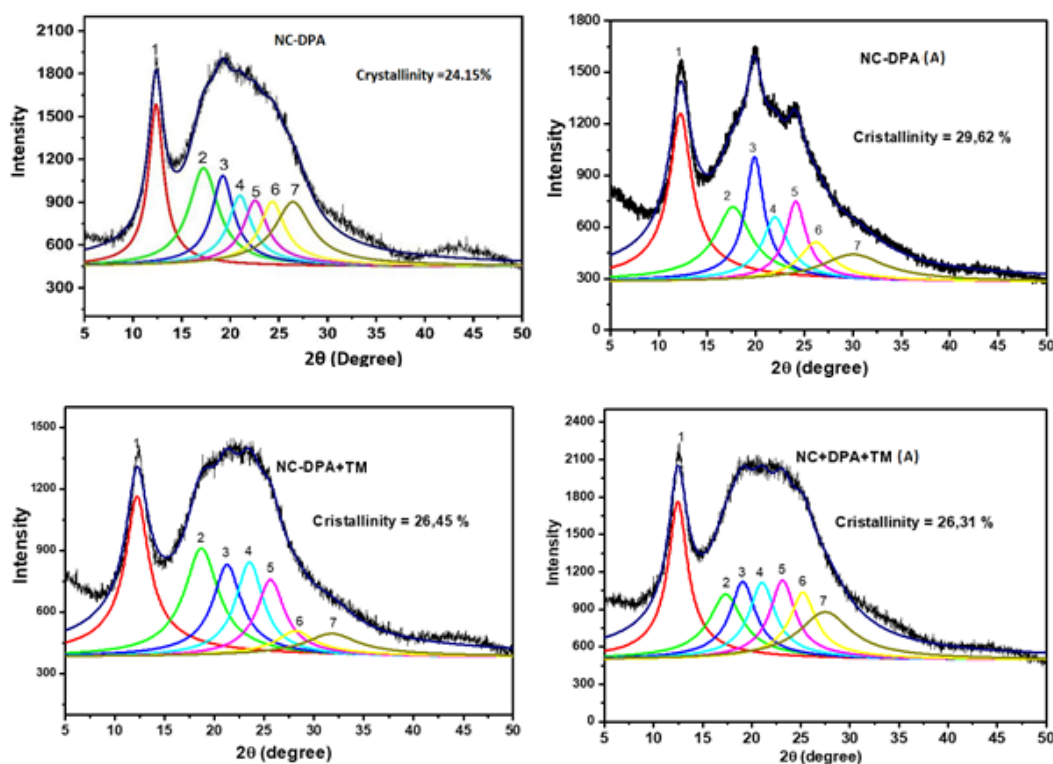 2100
1800
1500
1200
900
600
300
Intensity
NC-DPA
Crystallinity =24.15%
1
2
3
4
5
6
7
5 10 15 20 25 30 35 40 45 50
2θ (Degree)
1800
1500
1200
900
600
300
0
Intensity
NC-DPA (A)
Cristallinity = 29,62 %
1
2
3
4
5
6
7
5 10 15 20 25 30 35 40 45 50
2θ (degree)
1500
1200
900
600
300
Intensity
NC-DPA+TM
Cristallinity = 26,45 %
1
2
3
4
5
6
7
5 10 15 20 25 30 35 40 45 50
2θ (degree)
2400
2100
1800
1500
1200
900
600
300
0
Intensity
NC+DPA+TM (A)
Cristallinity = 26,31 %
1
2
3
4
5
6
7
5 10 15 20 25 30 35 40 45 50
2θ (degree)